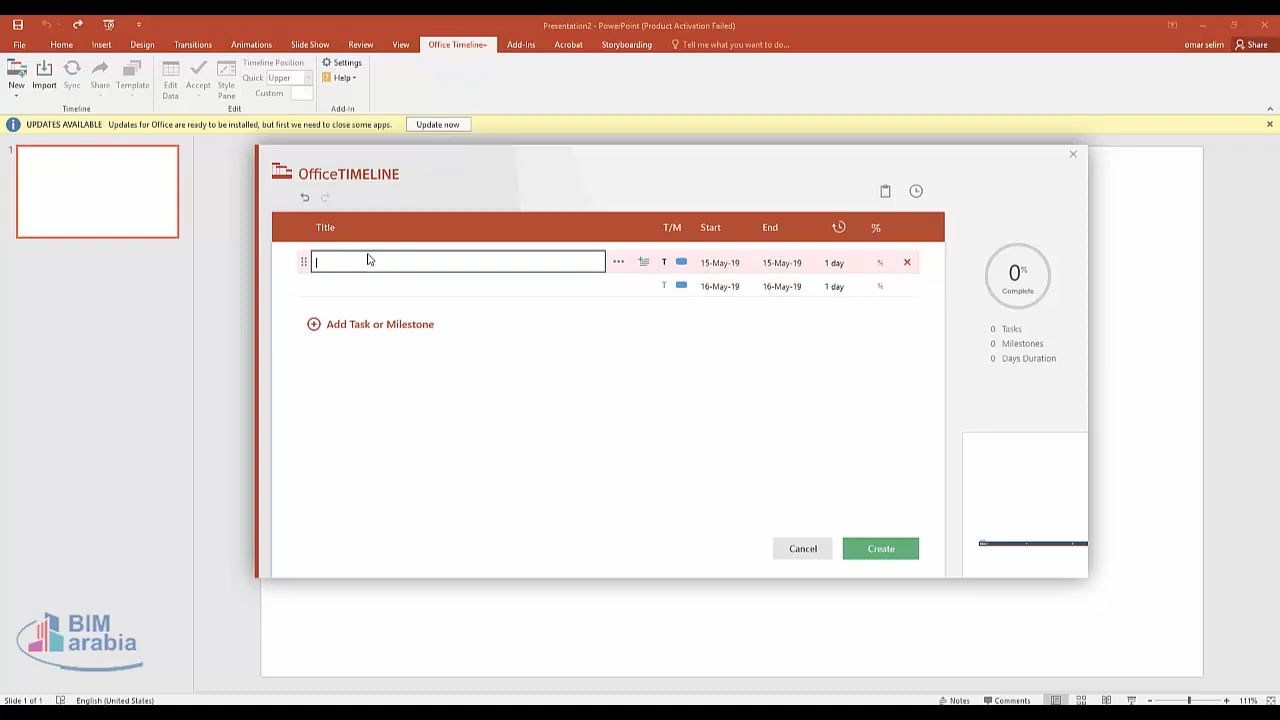 Presentation2 - PowerPoint (Product Activation Failed)
File Home Insert Design Transitions Animations Slide Show Review View Office Timeline+ Add-Ins Acrobat Storyboarding Tell me what you want to do... omar selim Share
New Import Sync Share Template Edit Data Accept Style Pane
Timeline Position
Quick Upper
Custom
Settings
Help
Timeline Edit Add-In
UPDATES AVAILABLE Updates for Office are ready to be installed, but first we need to close some apps. Update now
1
OfficeTIMELINE
Title T/M Start End %
T 15-May-19 15-May-19 1 day %
T 16-May-19 16-May-19 1 day %
Add Task or Milestone
0%
Complete
0 Tasks
0 Milestones
0 Days Duration
Cancel Create
BIM
arabia
Slide 1 of 1 English (United States) Notes Comments 111%